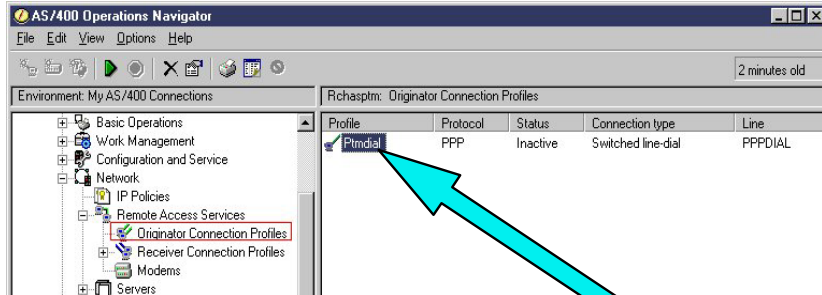 AS/400 Operations Navigator
File Edit View Options Help
2 minutes old
Environment: My AS/400 Connections
Rchasptm: Originator Connection Profiles
Basic Operations
Work Management
Configuration and Service
Network
IP Policies
Remote Access Services
Originator Connection Profiles
Receiver Connection Profiles
Modems
Servers
Profile Protocol Status Connection type Line
Ptmdial PPP Inactive Switched line-dial PPPDIAL